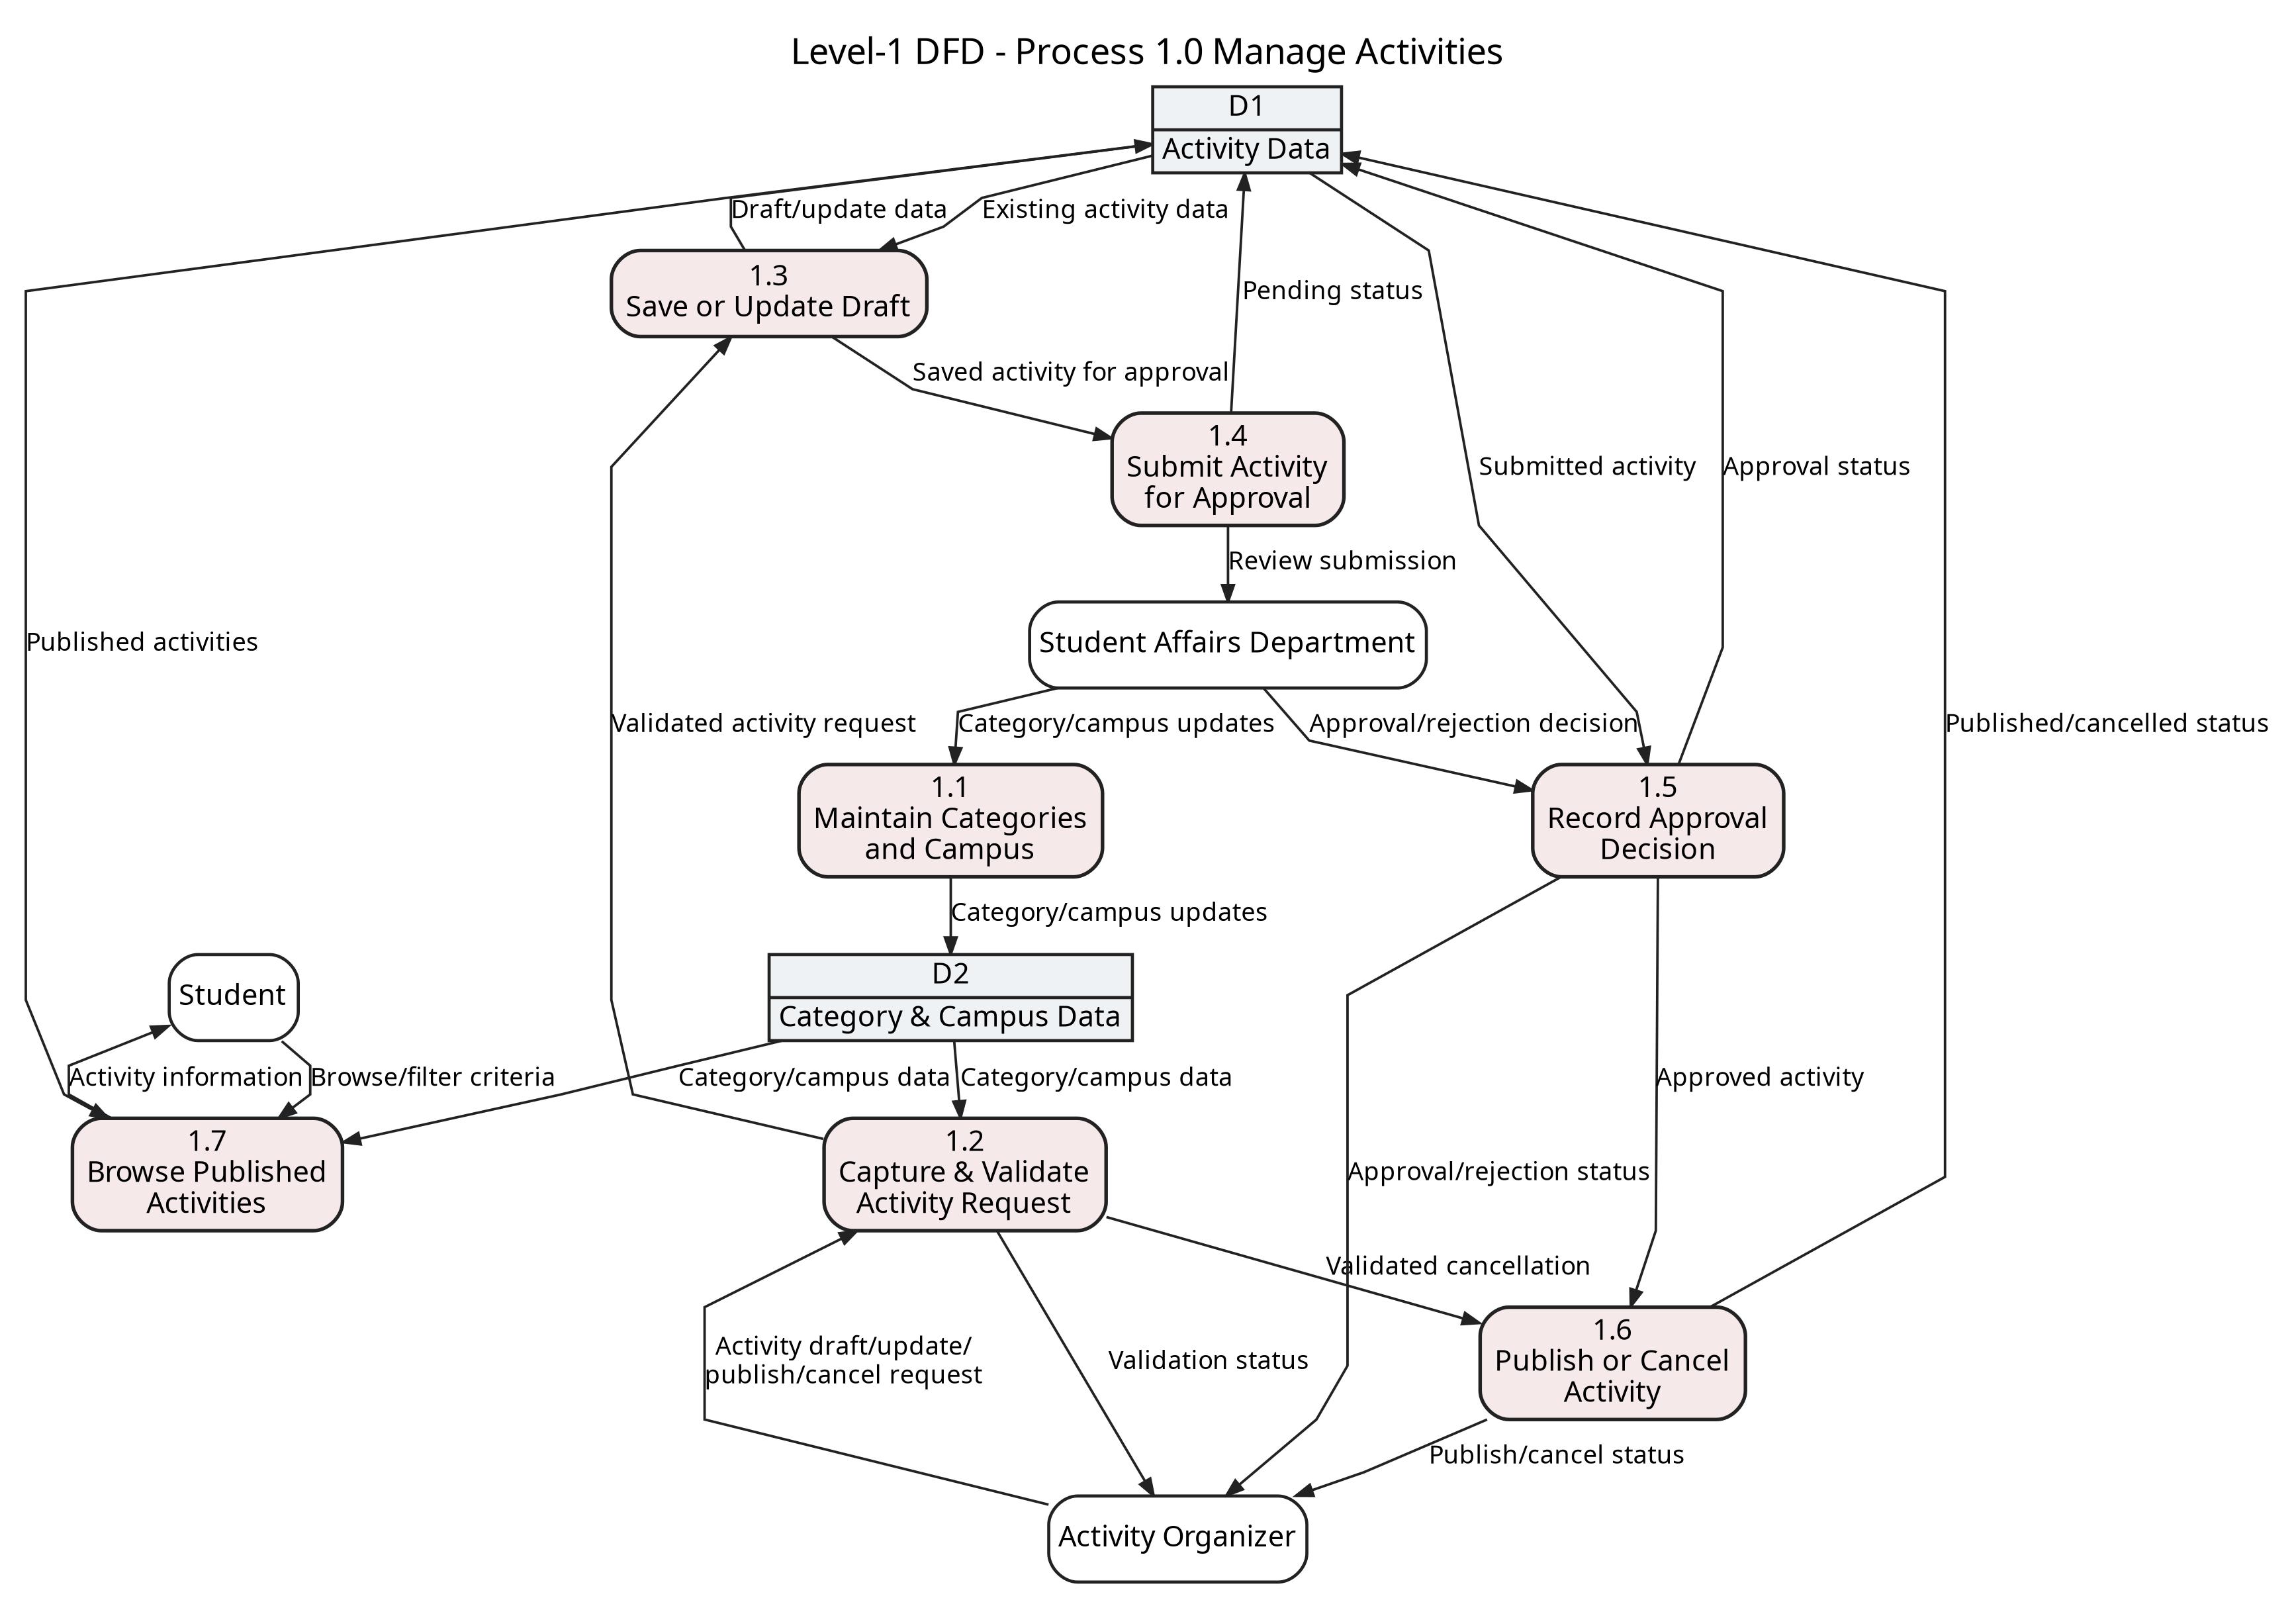 Level-1 DFD - Process 1.0 Manage Activities
D1
Activity Data
Draft/update data
Existing activity data
1.3
Save or Update Draft
Pending status
Saved activity for approval
1.4
Submit Activity
for Approval
Submitted activity
Approval status
Review submission
Student Affairs Department
Published activities
Validated activity request
Category/campus updates
Approval/rejection decision
Published/cancelled status
1.1
Maintain Categories
and Campus
1.5
Record Approval
Decision
Category/campus updates
Student
D2
Category & Campus Data
Activity information
Browse/filter criteria
Category/campus data
Category/campus data
Approved activity
1.7
Browse Published
Activities
1.2
Capture & Validate
Activity Request
Approval/rejection status
Validated cancellation
Activity draft/update/
publish/cancel request
Validation status
1.6
Publish or Cancel
Activity
Publish/cancel status
Activity Organizer